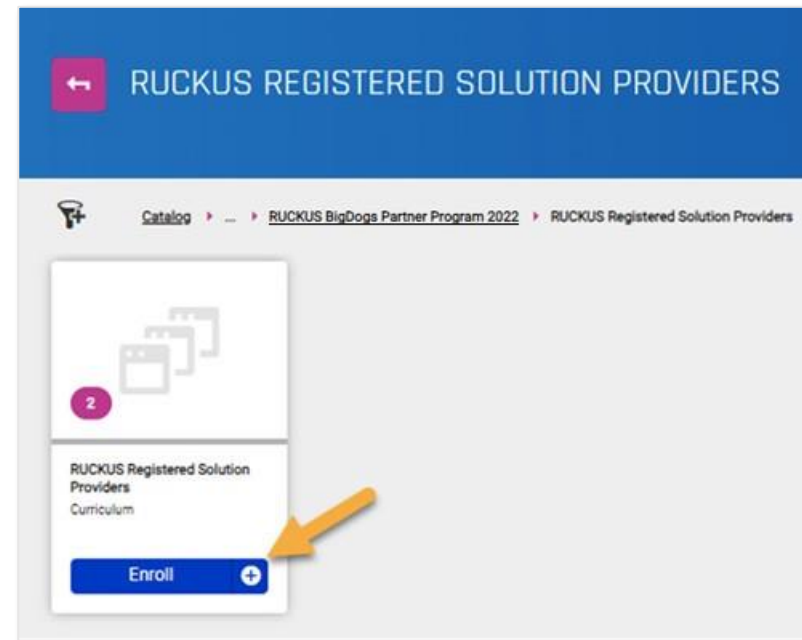 RUCKUS REGISTERED SOLUTION PROVIDERS
Catalog ▸ ... ▸ RUCKUS BigDogs Partner Program 2022 ▸ RUCKUS Registered Solution Providers
2
RUCKUS Registered Solution
Providers
Curriculum
Enroll